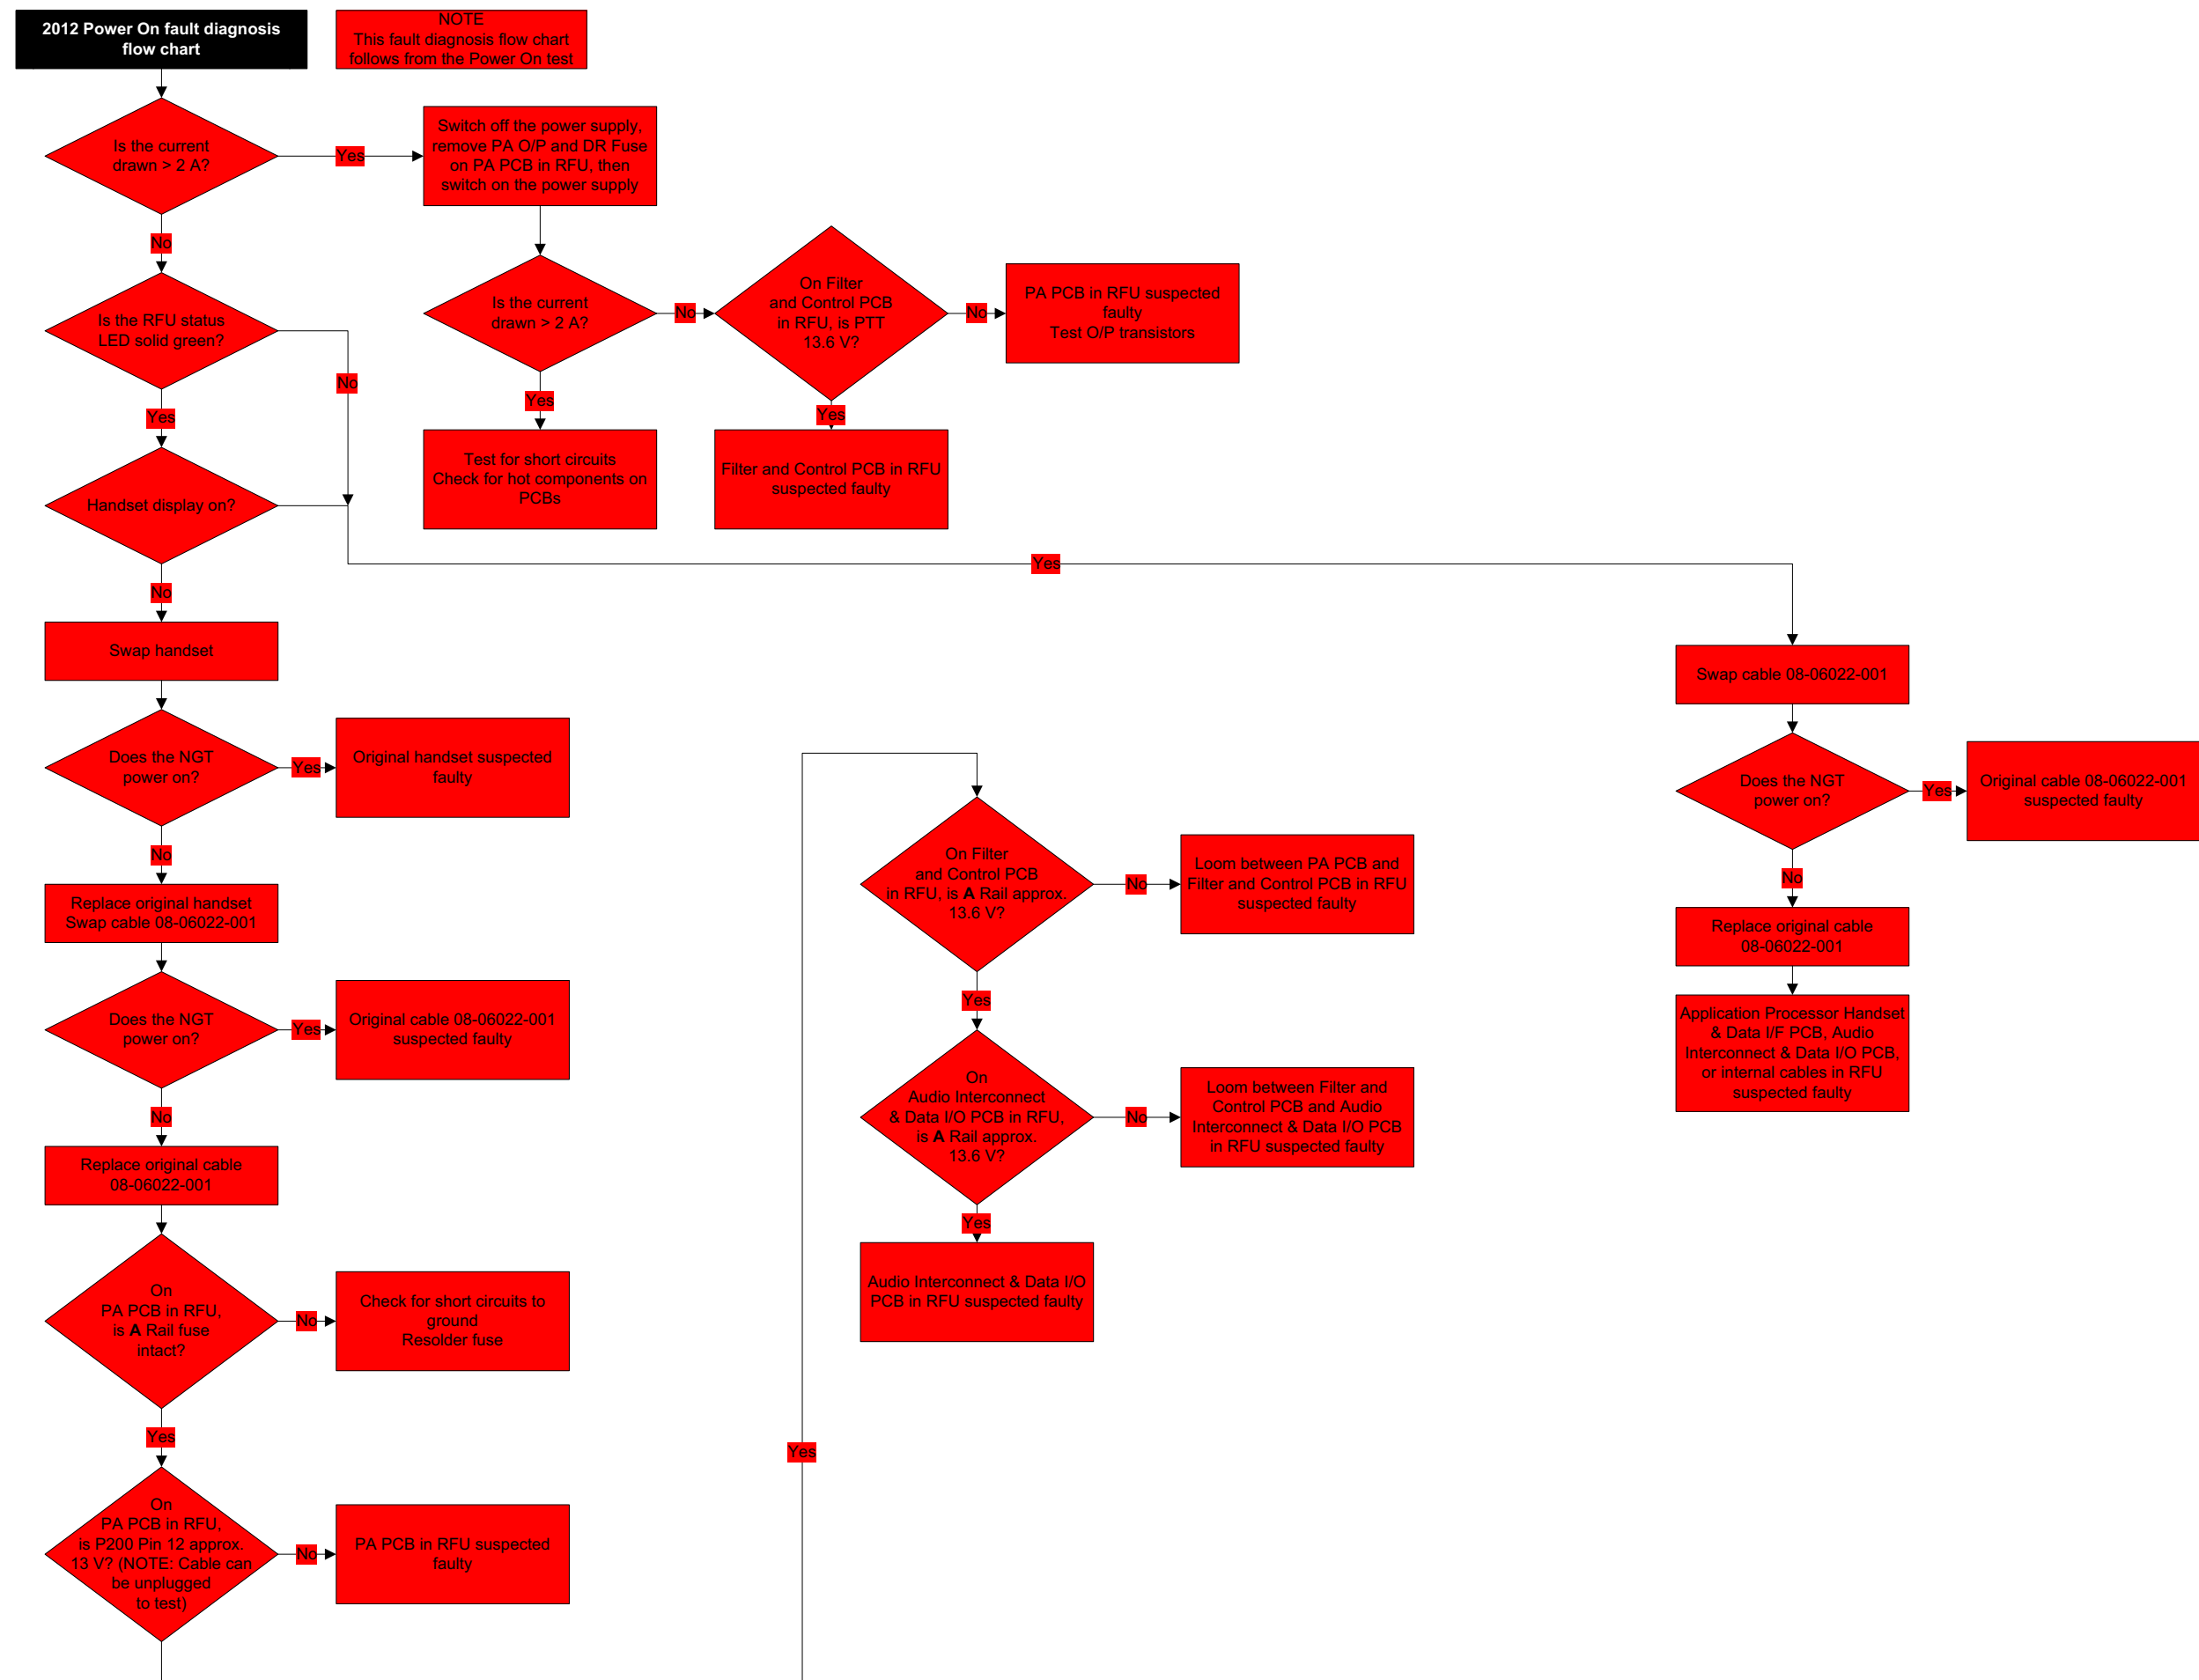 2012 Power On fault diagnosis
flow chart
NOTE
This fault diagnosis flow chart
follows from the Power On test
Is the current
drawn > 2 A?
Yes
Switch off the power supply,
remove PA O/P and DR Fuse
on PA PCB in RFU, then
switch on the power supply
No
Is the RFU status
LED solid green?
No
Yes
Is the current
drawn > 2 A?
No
On Filter
and Control PCB
in RFU, is PTT
13.6 V?
No
PA PCB in RFU suspected
faulty
Test O/P transistors
Yes
Yes
Test for short circuits
Check for hot components on
PCBs
Filter and Control PCB in RFU
suspected faulty
Handset display on?
Yes
No
Swap handset
Does the NGT
power on?
Yes
Original handset suspected
faulty
No
Replace original handset
Swap cable 08-06022-001
Does the NGT
power on?
Yes
Original cable 08-06022-001
suspected faulty
No
Replace original cable
08-06022-001
On
PA PCB in RFU,
is A Rail fuse
intact?
No
Check for short circuits to
ground
Resolder fuse
Yes
On
PA PCB in RFU,
is P200 Pin 12 approx.
13 V? (NOTE: Cable can
be unplugged
to test)
No
PA PCB in RFU suspected
faulty
Yes
On Filter
and Control PCB
in RFU, is A Rail approx.
13.6 V?
No
Loom between PA PCB and
Filter and Control PCB in RFU
suspected faulty
Yes
On
Audio Interconnect
& Data I/O PCB in RFU,
is A Rail approx.
13.6 V?
No
Loom between Filter and
Control PCB and Audio
Interconnect & Data I/O PCB
in RFU suspected faulty
Yes
Audio Interconnect & Data I/O
PCB in RFU suspected faulty
Swap cable 08-06022-001
Does the NGT
power on?
Yes
Original cable 08-06022-001
suspected faulty
No
Replace original cable
08-06022-001
Application Processor Handset
& Data I/F PCB, Audio
Interconnect & Data I/O PCB,
or internal cables in RFU
suspected faulty